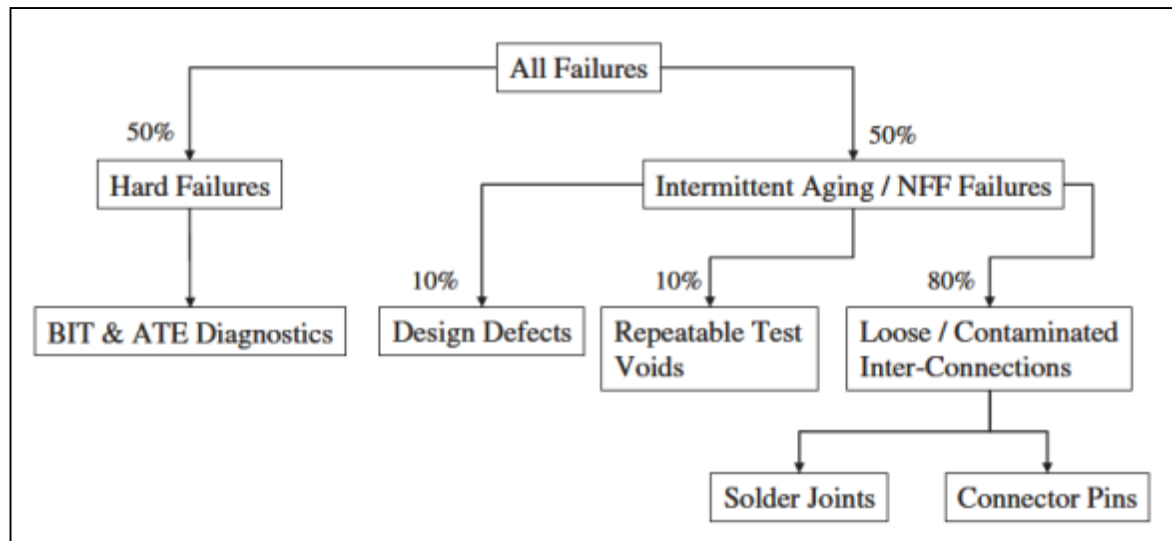 All Failures
50%
50%
Hard Failures
Intermittent Aging / NFF Failures
10%
10%
80%
BIT & ATE Diagnostics
Design Defects
Repeatable Test
Voids
Loose / Contaminated
Inter-Connections
Solder Joints
Connector Pins